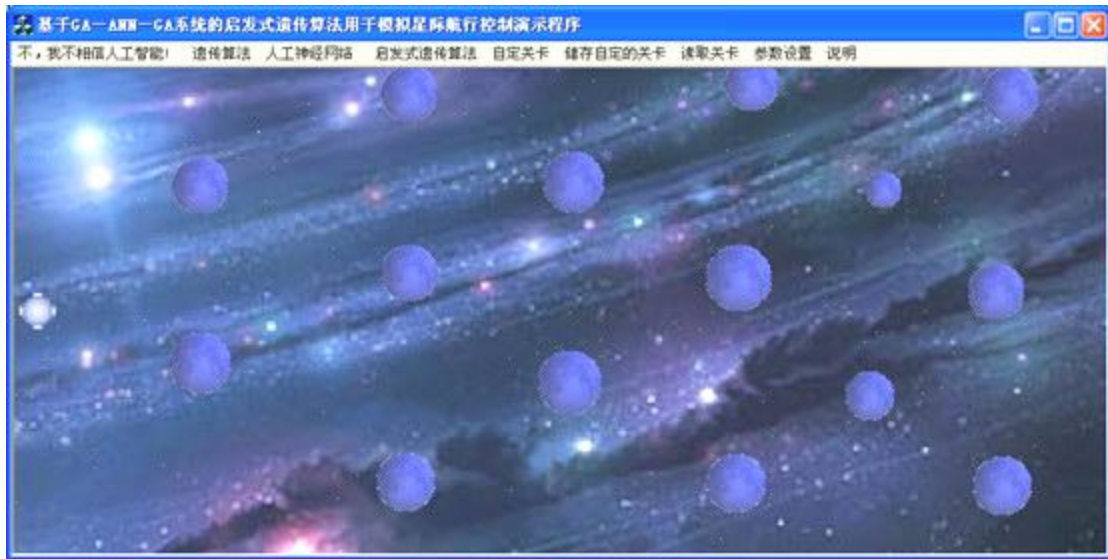 基于GA-ANN-GA系统的启发式遗传算法用于模拟星际航行控制演示程序
不，我不相信人工智能! 遗传算法 人工神经网络 启发式遗传算法 自定关卡 储存自定的关卡 读取关卡 参数设置 说明